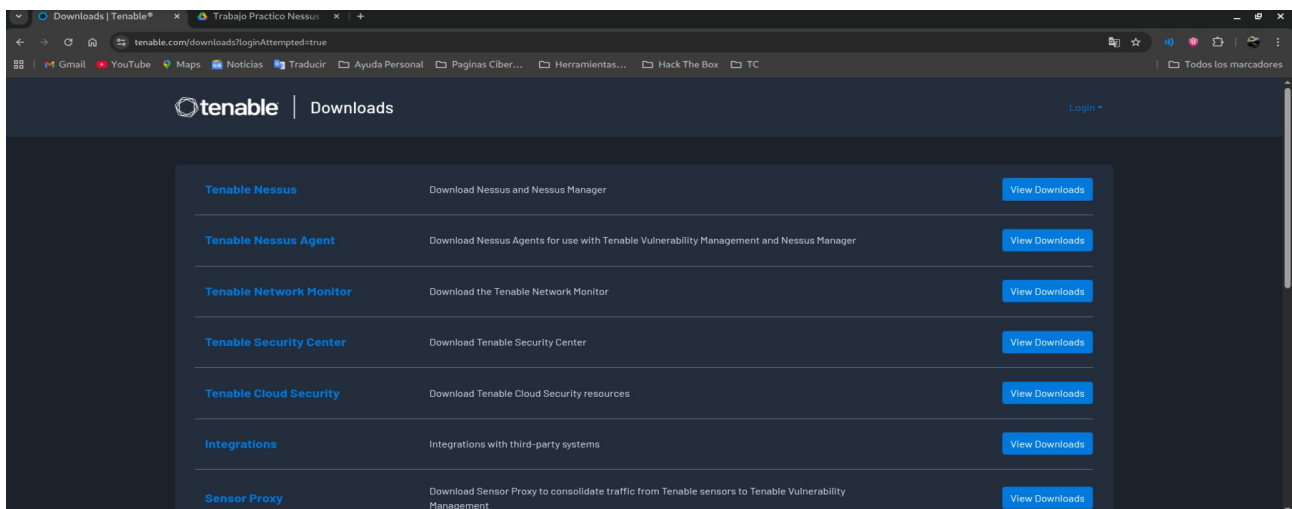 Downloads | Tenable®
Trabajo Practico Nessus
tenable.com/downloads?loginAttempted=true
Gmail YouTube Maps Noticias Traducir Ayuda Personal Paginas Ciber... Herramientas... Hack The Box TC Todos los marcadores
tenable Downloads Login
Tenable Nessus Download Nessus and Nessus Manager View Downloads
Tenable Nessus Agent Download Nessus Agents for use with Tenable Vulnerability Management and Nessus Manager View Downloads
Tenable Network Monitor Download the Tenable Network Monitor View Downloads
Tenable Security Center Download Tenable Security Center View Downloads
Tenable Cloud Security Download Tenable Cloud Security resources View Downloads
Integrations Integrations with third-party systems View Downloads
Sensor Proxy Download Sensor Proxy to consolidate traffic from Tenable sensors to Tenable Vulnerability View Downloads
Management